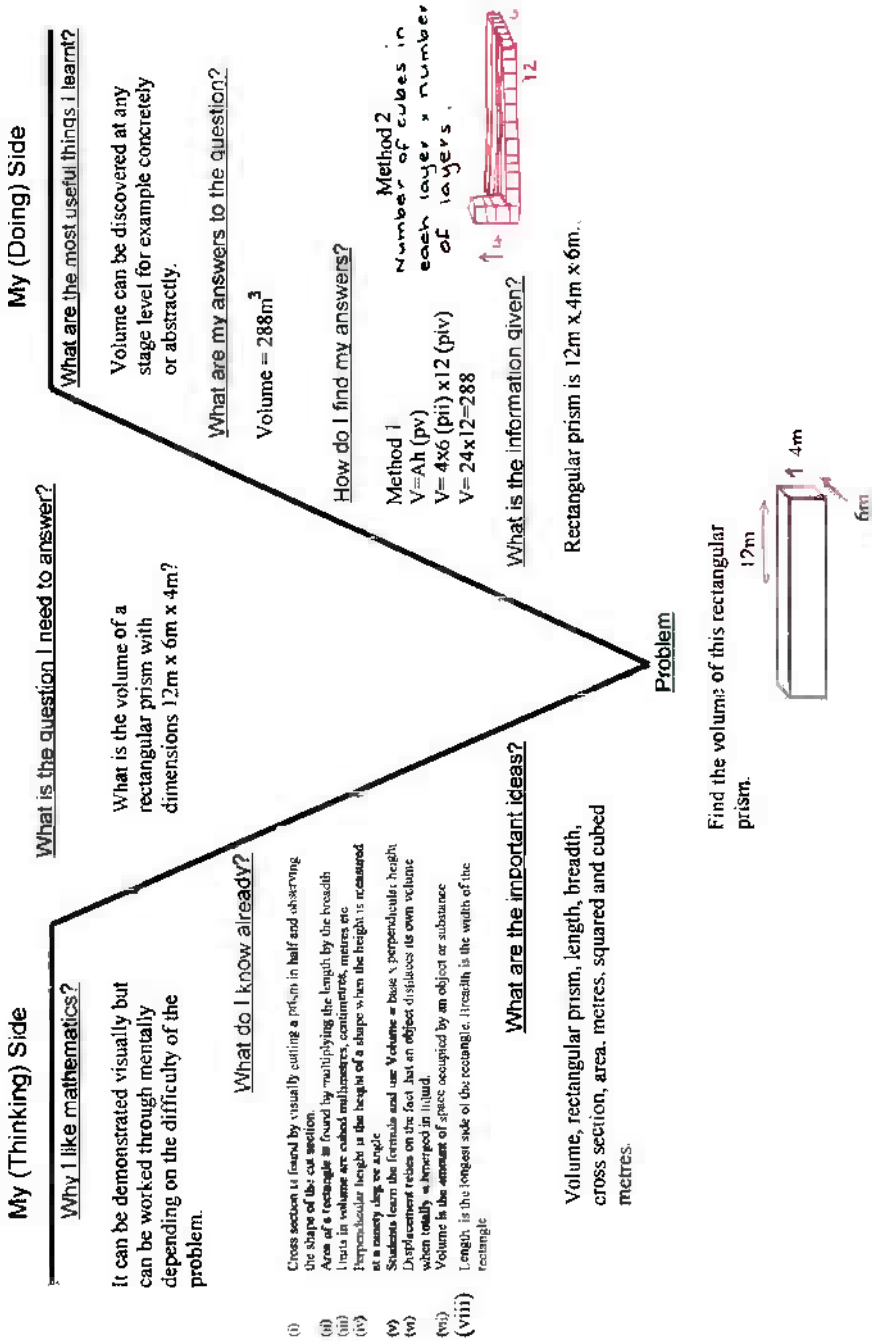 My (Thinking) Side
My (Doing) Side
Why I like mathematics?
It can be demonstrated visually but
can be worked through mentally
depending on the difficulty of the
problem.
What is the question I need to answer?
What is the volume of a
rectangular prism with
dimensions 12m x 6m x 4m?
What are the most useful things I learnt?
Volume can be discovered at any
stage level for example concretely
or abstractly.
What do I know already?
(i) Cross section is found by visually cutting a prism in half and observing
the shape of the cut section.
(ii) Area of a rectangle is found by multiplying the length by the breadth
(iii) Units in volume are cubed millimetres, centimetres, metres etc
(iv) Perpendicular height is the height of a shape when the height is measured
at a ninety degree angle
(v) Students learn the formula and use Volume = base x perpendicular height
(vi) Displacement relies on the fact that an object displaces its own volume
when totally submerged in liquid.
(vii) Volume is the amount of space occupied by an object or substance
(viii) Length is the longest side of the rectangle. Breadth is the width of the
rectangle
What are my answers to the question?
Volume = 288m³
How do I find my answers?
Method 1
V=Ah (pv)
V= 4x6 (pii) x12 (piv)
V= 24x12=288
Method 2
Number of cubes in
each layer x number
of layers.
4
12
What are the important ideas?
Volume, rectangular prism, length, breadth,
cross section, area. metres, squared and cubed
metres.
What is the information given?
Rectangular prism is 12m x 4m x 6m.
Problem
Find the volume of this rectangular
prism.
12m
4m
6m